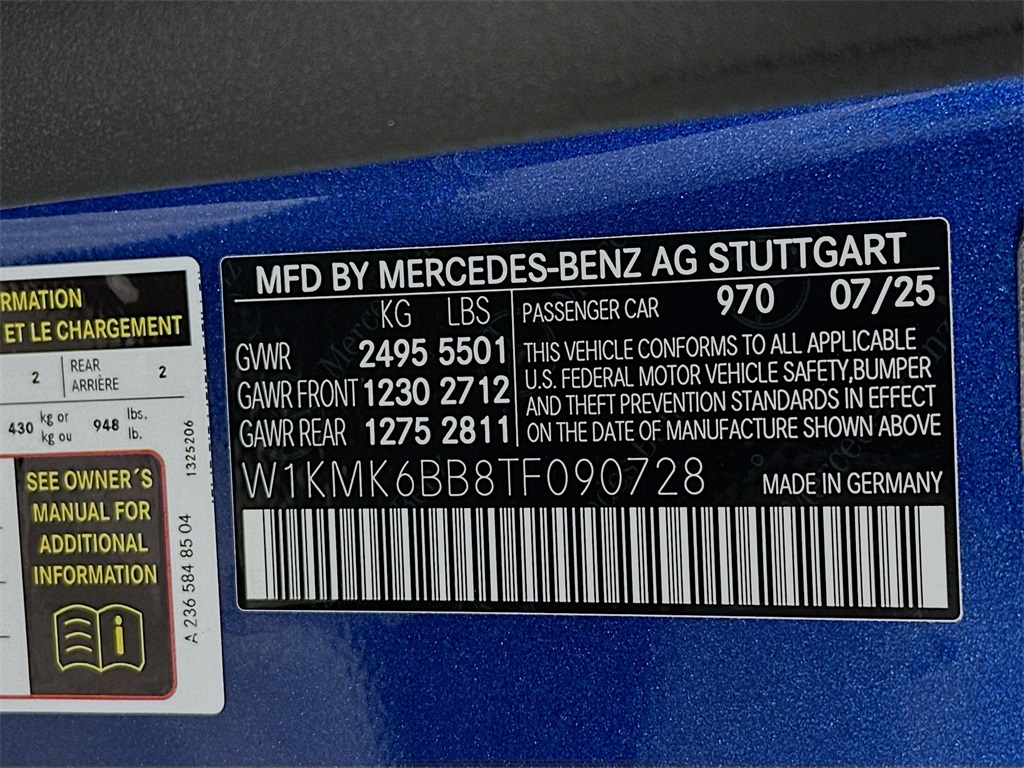 RMATION
ET LE CHARGEMENT
2 REAR ARRIÈRE 2
430 kg or kg ou 948 lbs. lb.
SEE OWNER´S
MANUAL FOR
ADDITIONAL
INFORMATION
i
1325206
A 236 584 85 04
MFD BY MERCEDES-BENZ AG STUTTGART
KG LBS
GVWR 2495 5501
GAWR FRONT 1230 2712
GAWR REAR 1275 2811
PASSENGER CAR 970 07/25
THIS VEHICLE CONFORMS TO ALL APPLICABLE
U.S. FEDERAL MOTOR VEHICLE SAFETY,BUMPER
AND THEFT PREVENTION STANDARDS IN EFFECT
ON THE DATE OF MANUFACTURE SHOWN ABOVE
W1KMK6BB8TF090728
MADE IN GERMANY